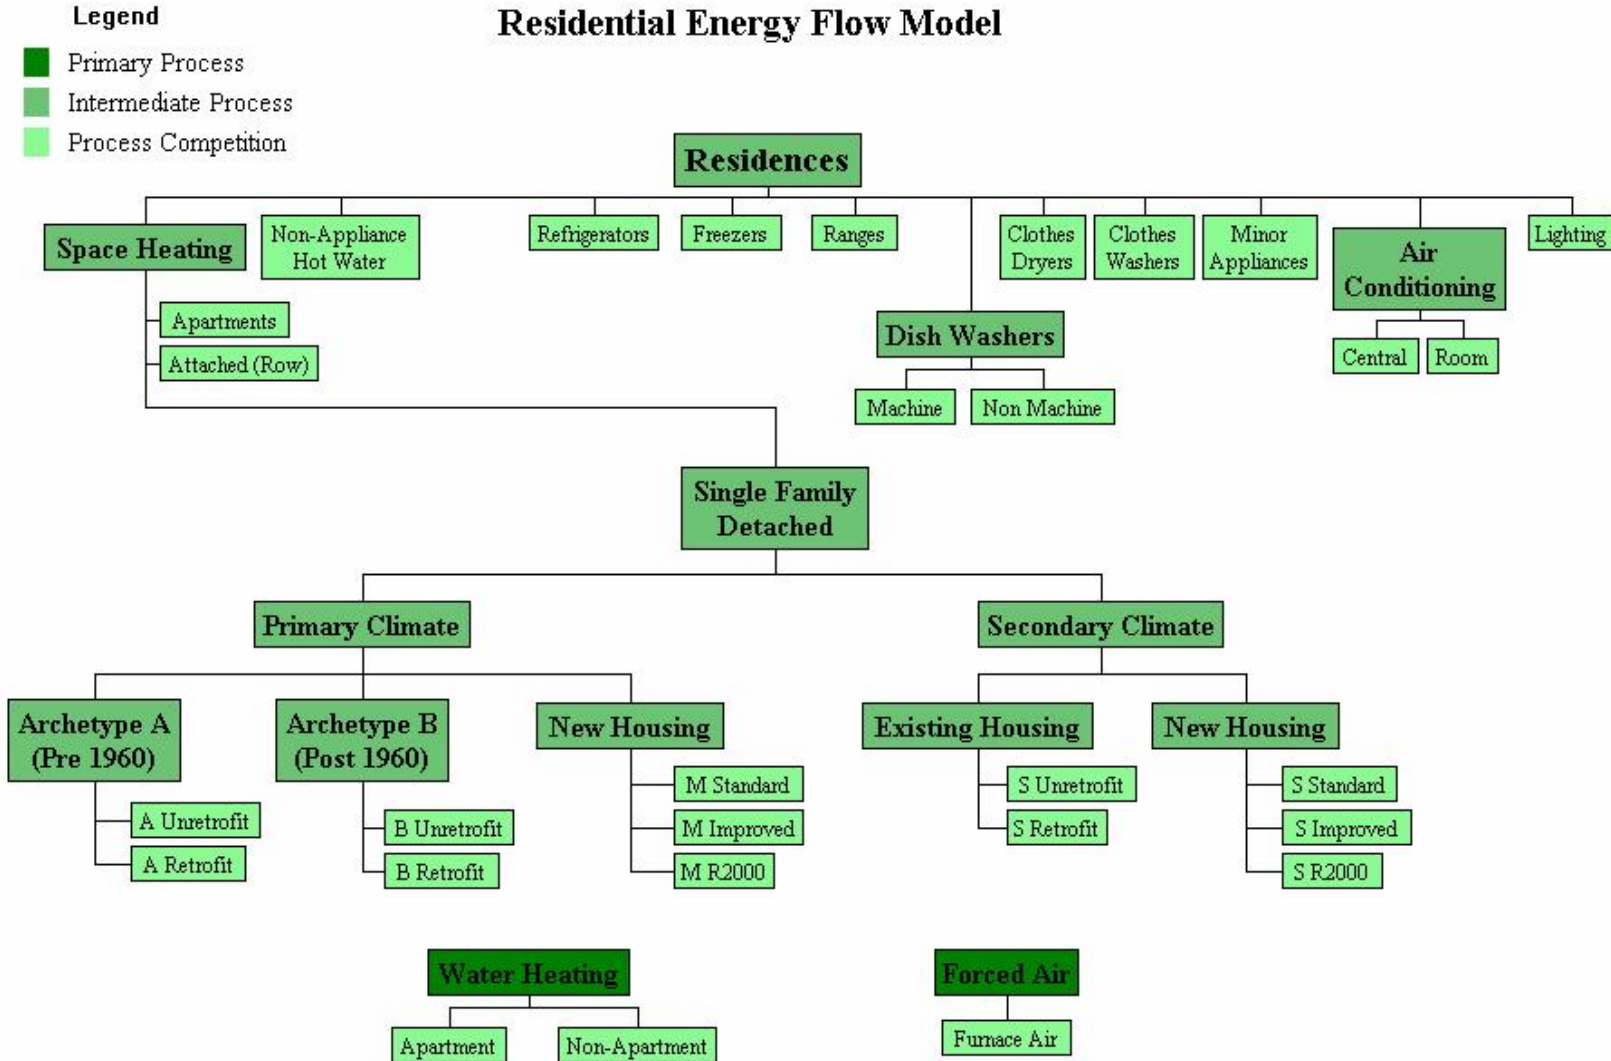 Legend
Residential Energy Flow Model
Primary Process
Intermediate Process
Process Competition
Residences
Space Heating
Non-Appliance
Hot Water
Refrigerators
Freezers
Ranges
Clothes
Dryers
Clothes
Washers
Minor
Appliances
Air
Conditioning
Lighting
Apartments
Attached (Row)
Dish Washers
Machine
Non Machine
Central
Room
Single Family
Detached
Primary Climate
Secondary Climate
Archetype A
(Pre 1960)
Archetype B
(Post 1960)
New Housing
Existing Housing
New Housing
A Unretrofit
A Retrofit
B Unretrofit
B Retrofit
M Standard
M Improved
M R2000
S Unretrofit
S Retrofit
S Standard
S Improved
S R2000
Water Heating
Forced Air
Apartment
Non-Apartment
Furnace Air